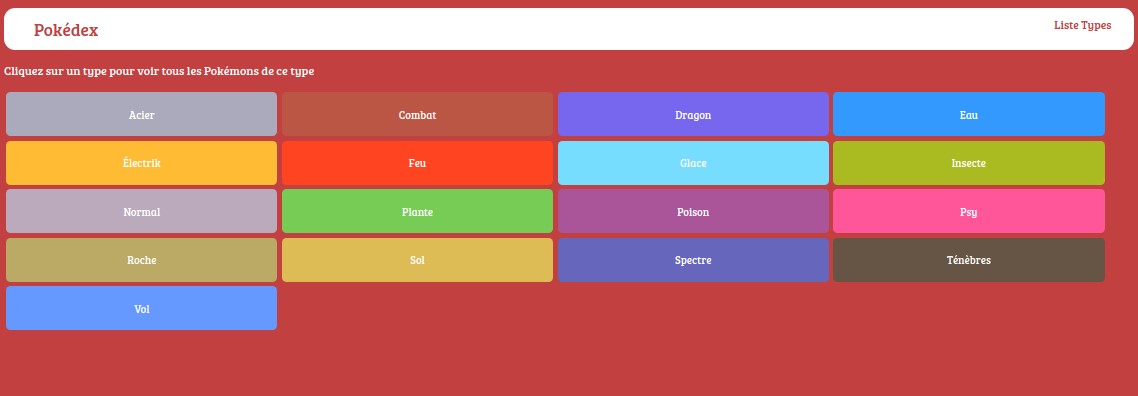 Pokédex
Liste Types
Cliquez sur un type pour voir tous les Pokémons de ce type
Acier
Combat
Dragon
Eau
Électrik
Feu
Glace
Insecte
Normal
Plante
Poison
Psy
Roche
Sol
Spectre
Ténèbres
Vol